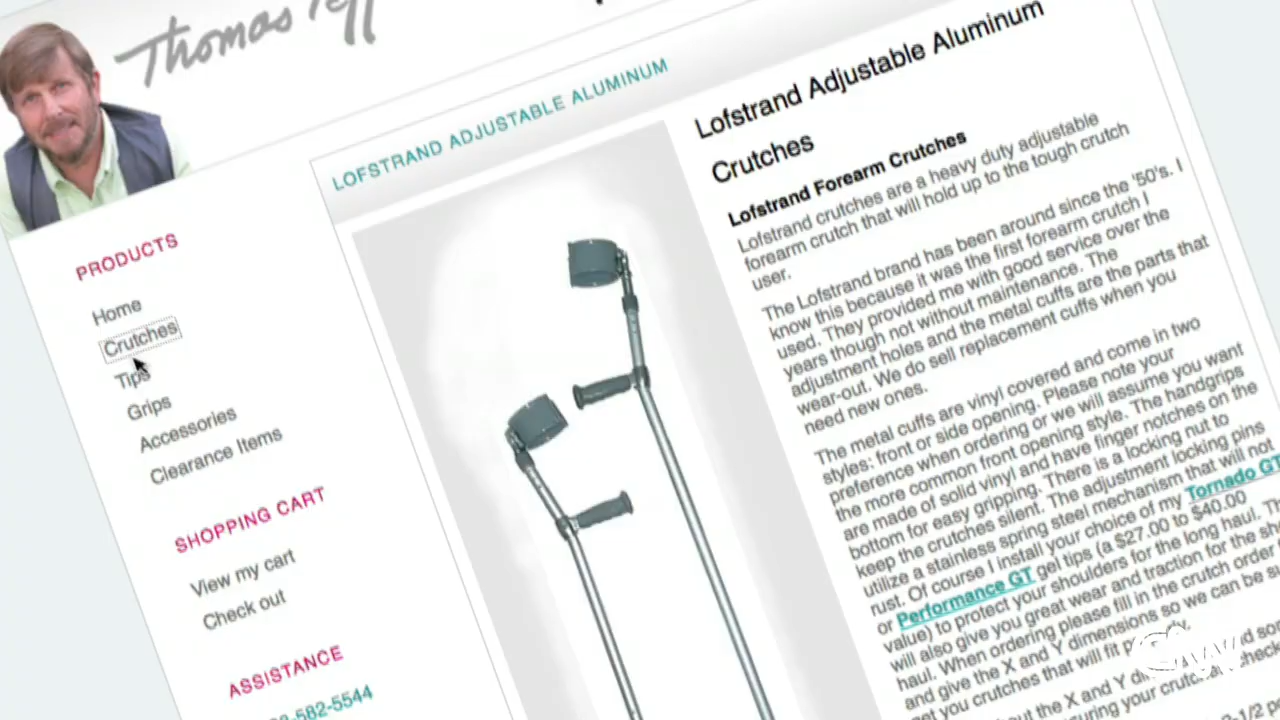 Thomas
PRODUCTS
Home
Crutches
Tips
Grips
Accessories
Clearance Items
SHOPPING CART
View my cart
Check out
ASSISTANCE
582-5544
LOFSTRAND ADJUSTABLE ALUMINUM
Lofstrand Adjustable Aluminum
Crutches
Lofstrand Forearm Crutches
Lofstrand crutches are a heavy duty adjustable
forearm crutch that will hold up to the tough crutch
user.
The Lofstrand brand has been around since the '50's. I
know this because it was the first forearm crutch I
used. They provided me with good service over the
years though not without maintenance. The
adjustment holes and the metal cuffs are the parts that
wear-out. We do sell replacement cuffs when you
need new ones.
The metal cuffs are vinyl covered and come in two
styles: front or side opening. Please note your
preference when ordering or we will assume you want
the more common front opening style. The handgrips
are made of solid vinyl and have finger notches on the
bottom for easy gripping. There is a locking nut to
keep the crutches silent. The adjustment locking pins
utilize a stainless spring steel mechanism that will not
rust. Of course I install your choice of my Tornado GT
or Performance GT gel tips (a $27.00 to $40.00
value) to protect your shoulders for the long haul.
will also give you great wear and traction for the
haul. When ordering please fill in the crutch order
and give the X and Y dimensions so we can be
get you crutches that will fit
the X and Y
your
CNN